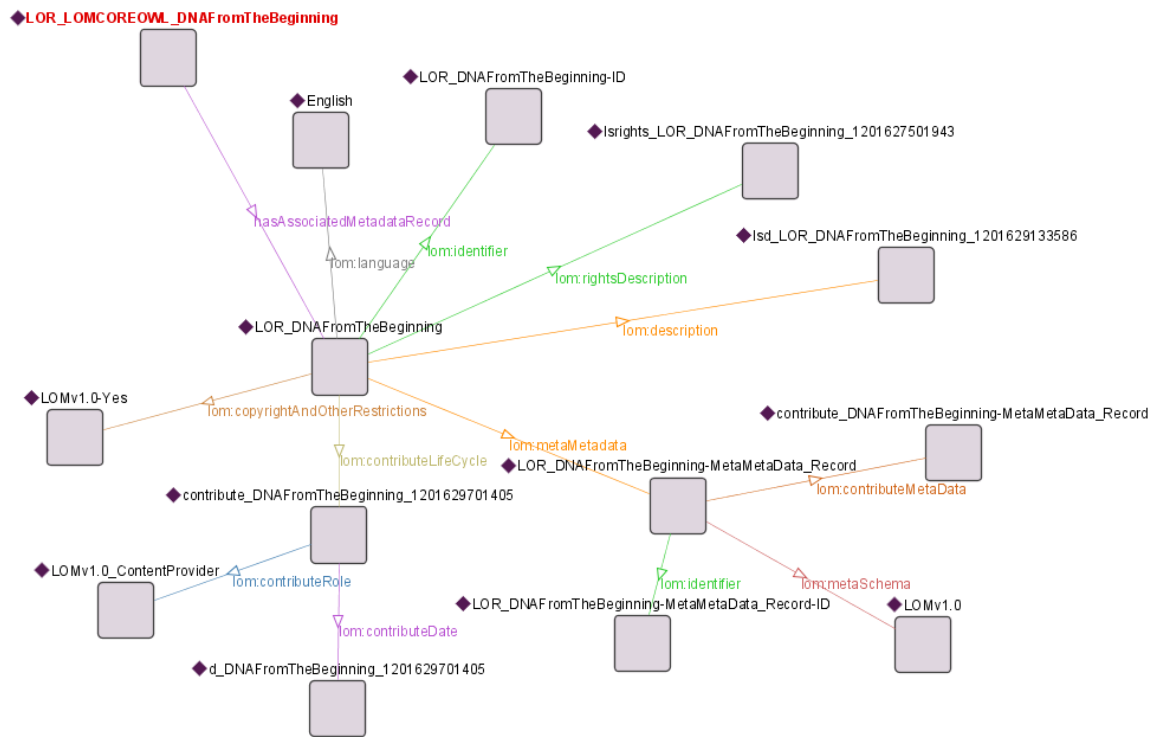 LOR_LOMCOREOWL_DNAFromTheBeginning
LOR_DNAFromTheBeginning-ID
English
lsrights_LOR_DNAFromTheBeginning_1201627501943
hasAssociatedMetadataRecord
lsd_LOR_DNAFromTheBeginning_1201629133586
lom:identifier
lom:language
lom:rightsDescription
LOR_DNAFromTheBeginning
lom:description
LOMv1.0-Yes
lom:copyrightAndOtherRestrictions
contribute_DNAFromTheBeginning-MetaMetaData_Record
lom:metaMetadata
lom:contributeLifeCycle
LOR_DNAFromTheBeginning-MetaMetaData_Record
contribute_DNAFromTheBeginning_1201629701405
lom:contributeMetaData
LOMv1.0_ContentProvider
lom:contributeRole
lom:identifier
lom:metaSchema
LOR_DNAFromTheBeginning-MetaMetaData_Record-ID
LOMv1.0
lom:contributeDate
d_DNAFromTheBeginning_1201629701405